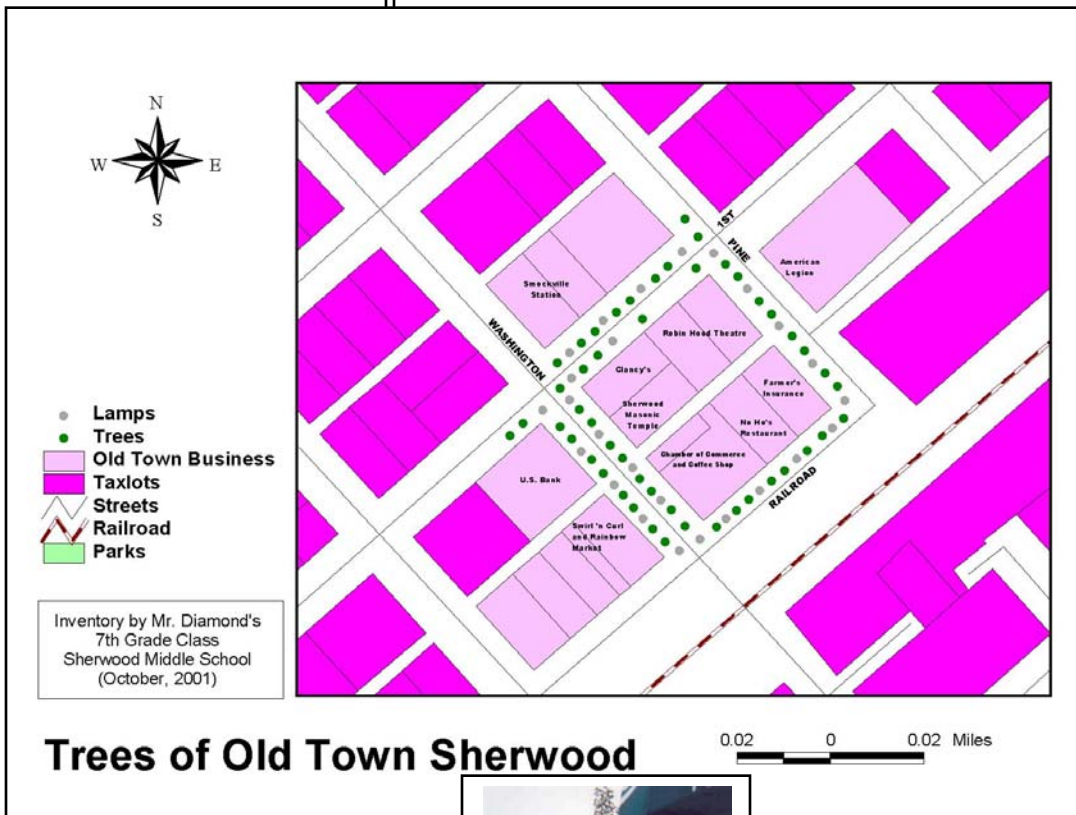 N
W E
S
1ST
PINE
American
Legion
Smockville
Station
WASHINGTON
Robin Hood Theatre
Clancy's
Farmer's
Insurance
Sherwood
Masonic
Temple
No Ho's
Restaurant
Chamber of Commerce
and Coffee Shop
U.S. Bank
RAILROAD
Swirl 'n Curl
and Rainbow
Market
Lamps
Trees
Old Town Business
Taxlots
Streets
Railroad
Parks
Inventory by Mr. Diamond's
7th Grade Class
Sherwood Middle School
(October, 2001)
Trees of Old Town Sherwood
0.02 0 0.02 Miles